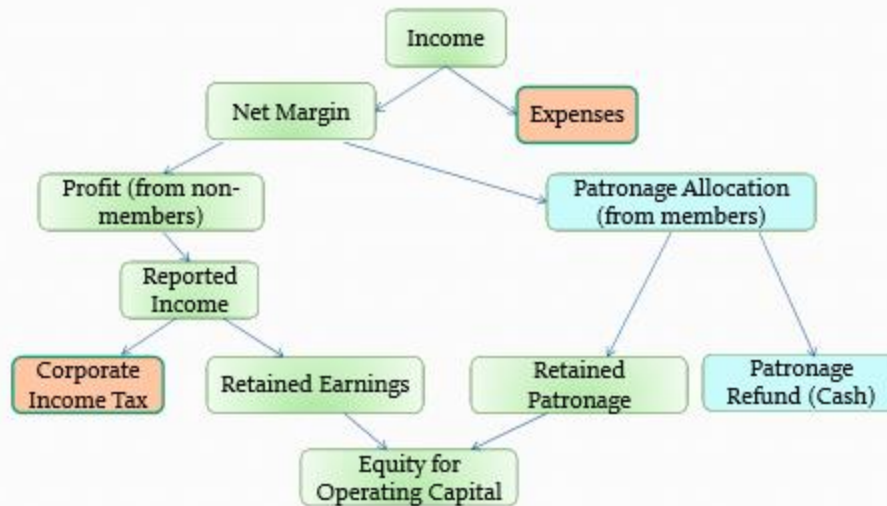 Income
Net Margin
Expenses
Profit (from non-
members)
Patronage Allocation
(from members)
Reported
Income
Corporate
Income Tax
Retained Earnings
Retained
Patronage
Patronage
Refund (Cash)
Equity for
Operating Capital